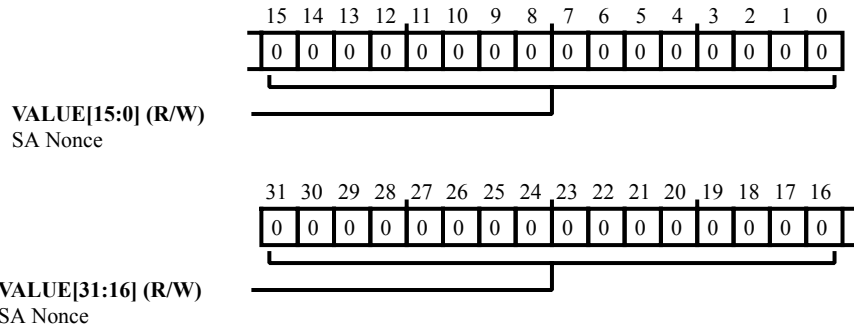 15 14 13 12 11 10 9 8 7 6 5 4 3 2 1 0
0 0 0 0 0 0 0 0 0 0 0 0 0 0 0 0
VALUE[15:0] (R/W)
SA Nonce
31 30 29 28 27 26 25 24 23 22 21 20 19 18 17 16
0 0 0 0 0 0 0 0 0 0 0 0 0 0 0 0
VALUE[31:16] (R/W)
SA Nonce